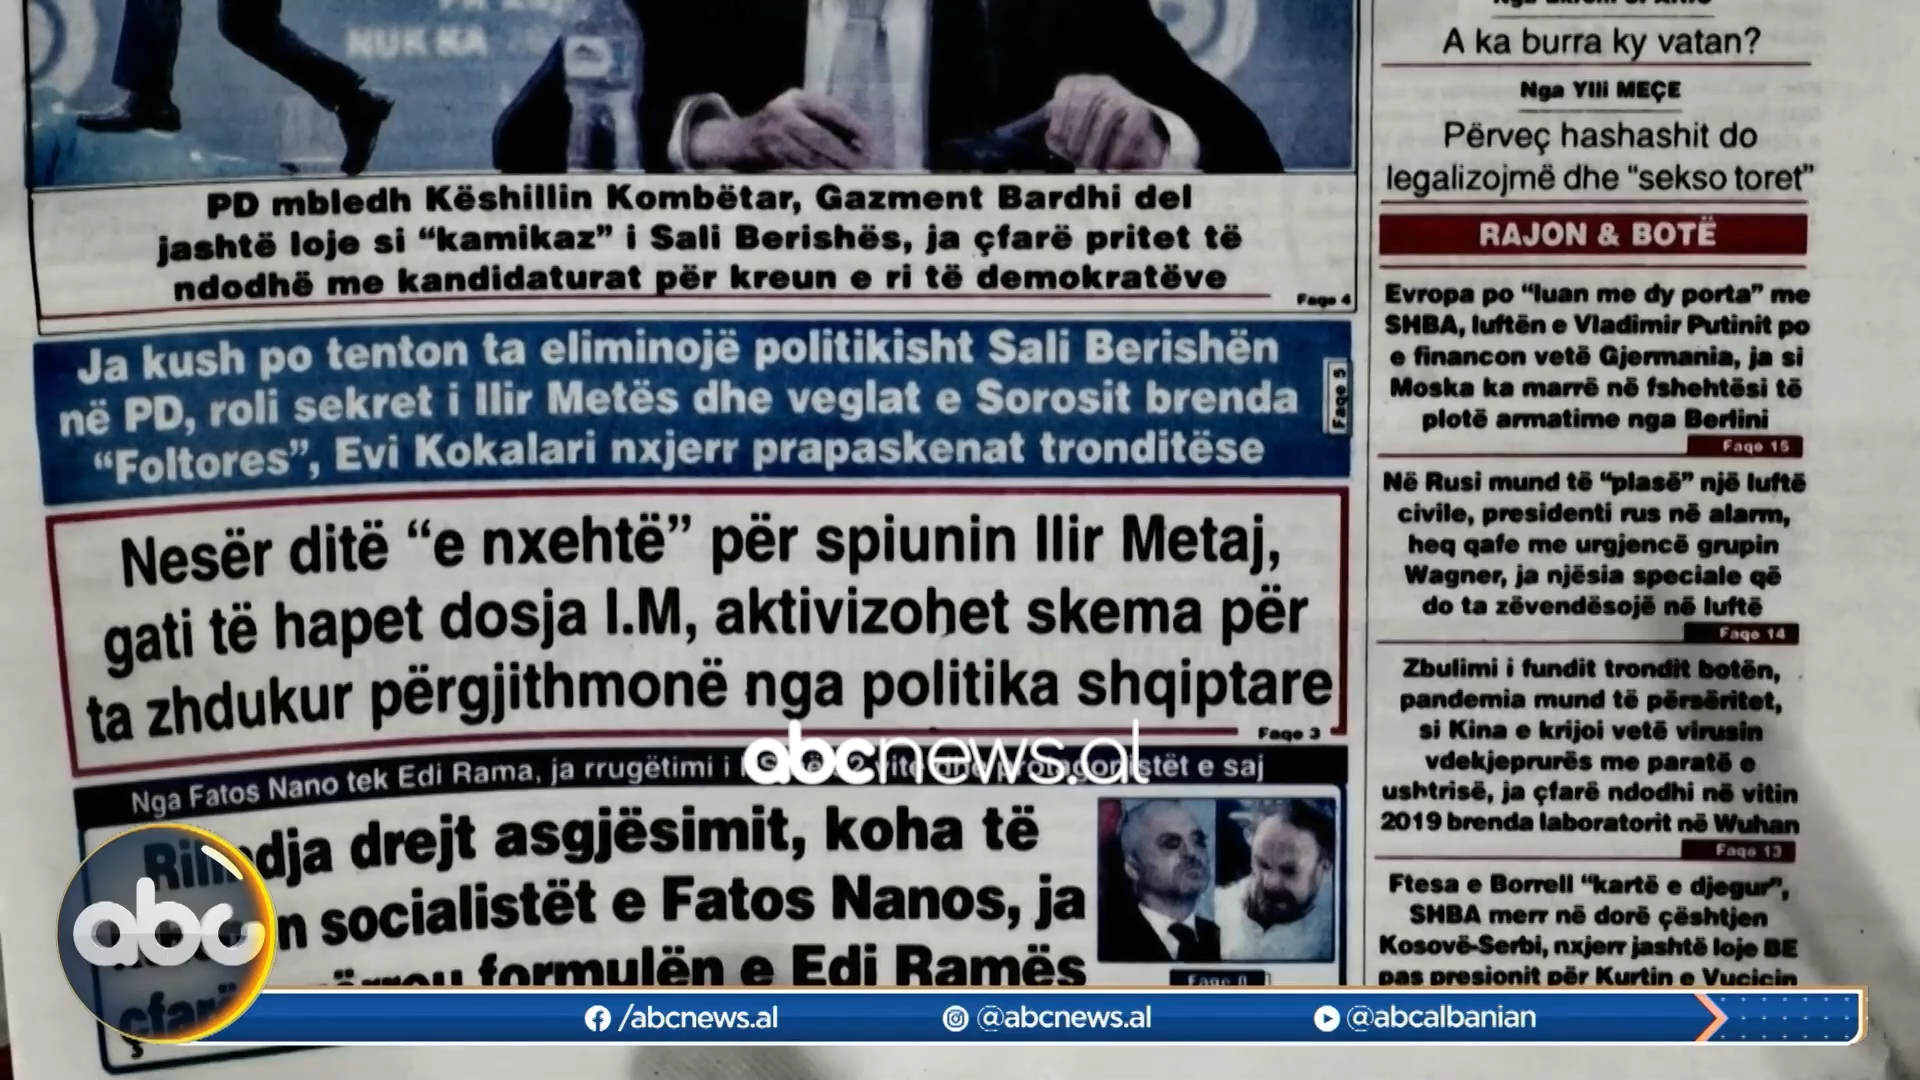 NUK KA
PD mbledh Këshillin Kombëtar, Gazment Bardhi del
jashtë loje si “kamikaz” i Sali Berishës, ja çfarë pritet të
ndodhë me kandidaturat për kreun e ri të demokratëve
Faqe 4
Ja kush po tenton ta eliminojë politikisht Sali Berishën
në PD, roli sekret i Ilir Metës dhe veglat e Sorosit brenda
“Foltores”, Evi Kokalari nxjerr prapaskenat tronditëse
Faqe 5
Nesër ditë “e nxehtë” për spiunin Ilir Metaj,
gati të hapet dosja I.M, aktivizohet skema për
ta zhdukur përgjithmonë nga politika shqiptare
Faqe 3
Nga Fatos Nano tek Edi Rama, ja rrugëtimi i
stët e saj
drejt asgjësimit, koha të
socialistët e Fatos Nanos, ja
formulën e Edi Ramës
A ka burra ky vatan?
Nga Ylli MEÇE
Përveç hashashit do
legalizojmë dhe “sekso toret”
RAJON & BOTË
Evropa po “luan me dy porta” me
SHBA, luftën e Vladimir Putinit po
e financon vetë Gjermania, ja si
Moska ka marrë në fshehtësi të
plotë armatime nga Berlini
Faqe 15
Në Rusi mund të “plasë” një luftë
civile, presidenti rus në alarm,
heq qafe me urgjencë grupin
Wagner, ja njësia speciale që
do ta zëvendësojë në luftë
Faqe 14
Zbulimi i fundit trondit botën,
pandemia mund të përsëritet,
si Kina e krijoi vetë virusin
vdekjeprurës me paratë e
ushtrisë, ja çfarë ndodhi në vitin
2019 brenda laboratorit në Wuhan
Faqe 13
Ftesa e Borrell “kartë e djegur”,
SHBA merr në dorë çështjen
Kosovë-Serbi, nxjerr jashtë loje BE
pas presionit për Kurtin e Vucicin
abcnews.al
abc
/abcnews.al
@abcnews.al
@abcalbanian